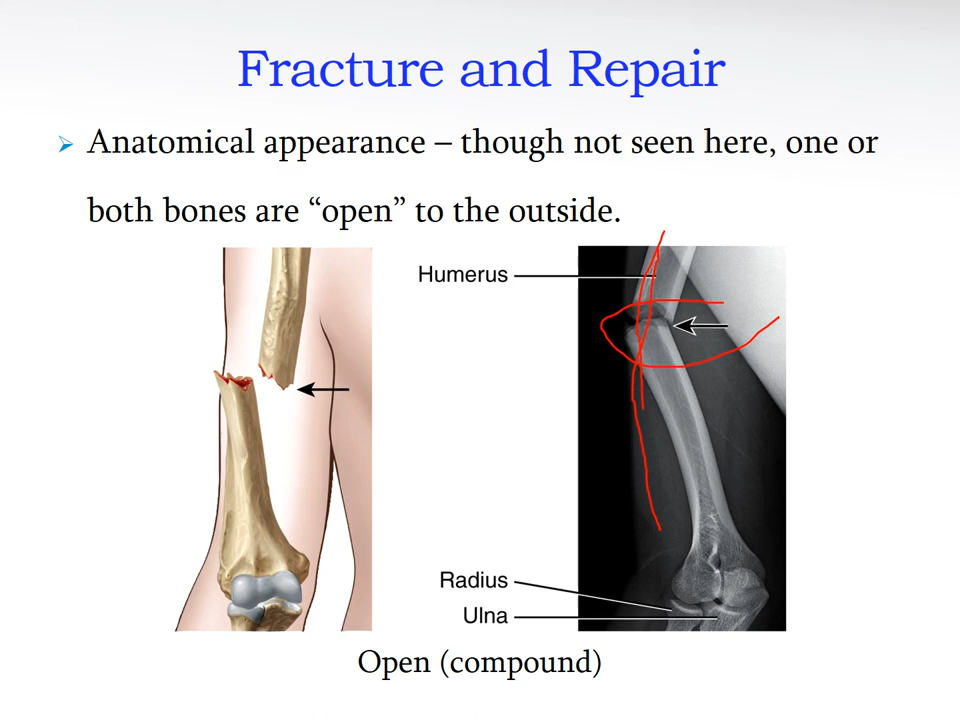 Fracture and Repair
Anatomical appearance – though not seen here, one or
both bones are “open” to the outside.
Humerus
Radius
Ulna
Open (compound)